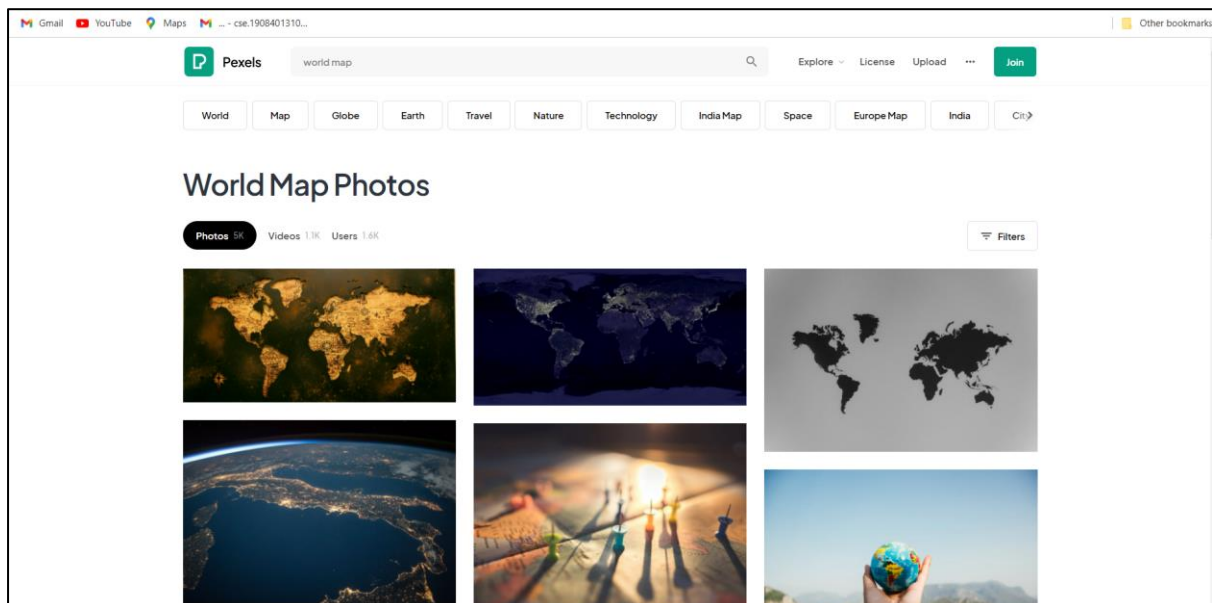 Gmail YouTube Maps ... - cse.1908401310... Other bookmarks
Pexels world map Explore License Upload ... Join
World Map Globe Earth Travel Nature Technology India Map Space Europe Map India City
World Map Photos
Photos 5K Videos 1.1K Users 1.6K Filters